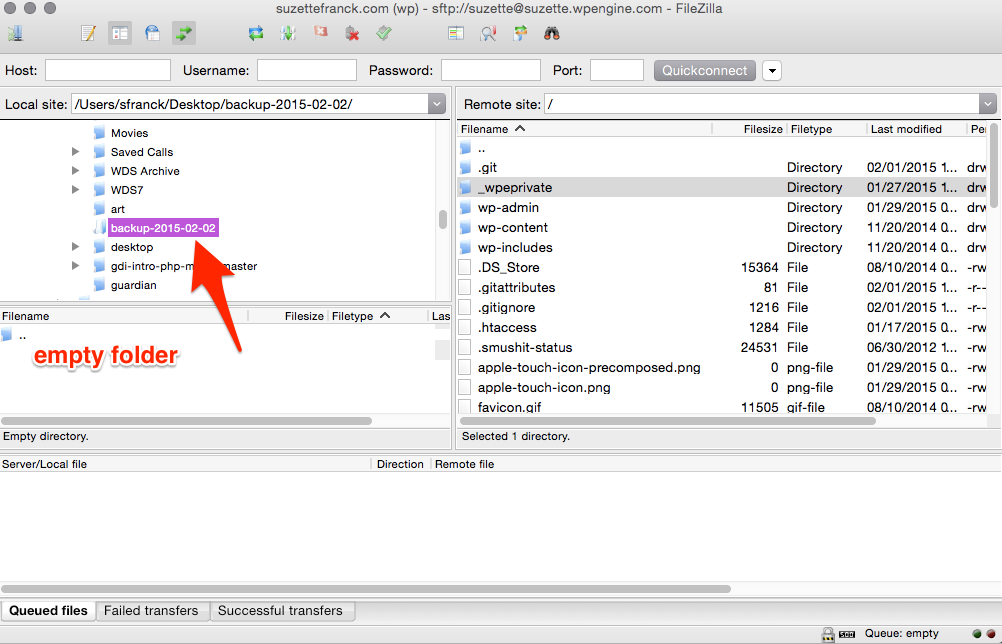 suzettefranck.com (wp) - sftp://suzette@suzette.wpengine.com - FileZilla
Host: Username: Password: Port: Quickconnect
Local site: /Users/sfranck/Desktop/backup-2015-02-02/
Movies
Saved Calls
WDS Archive
WDS7
art
backup-2015-02-02
desktop
gdi-intro-php-m master
guardian
Filename Filesize Filetype Las
..
empty folder
Empty directory.
Remote site: /
Filename Filesize Filetype Last modified Per
..
.git Directory 02/01/2015 1... drw
_wpeprivate Directory 01/27/2015 1... drw
wp-admin Directory 01/29/2015 0... drw
wp-content Directory 11/20/2014 0... drw
wp-includes Directory 11/20/2014 0... drw
.DS_Store 15364 File 08/10/2014 0... -rw
.gitattributes 81 File 02/01/2015 1... -r--
.gitignore 1216 File 02/01/2015 1... -r--
.htaccess 1284 File 01/17/2015 0... -rw
.smushit-status 24531 File 06/30/2012 1... -rw
apple-touch-icon-precomposed.png 0 png-file 01/29/2015 0... -rw
apple-touch-icon.png 0 png-file 01/29/2015 0... -rw
favicon.gif 11505 gif-file 08/10/2014 0... -rw
Selected 1 directory.
Server/Local file Direction Remote file
Queued files Failed transfers Successful transfers
Queue: empty